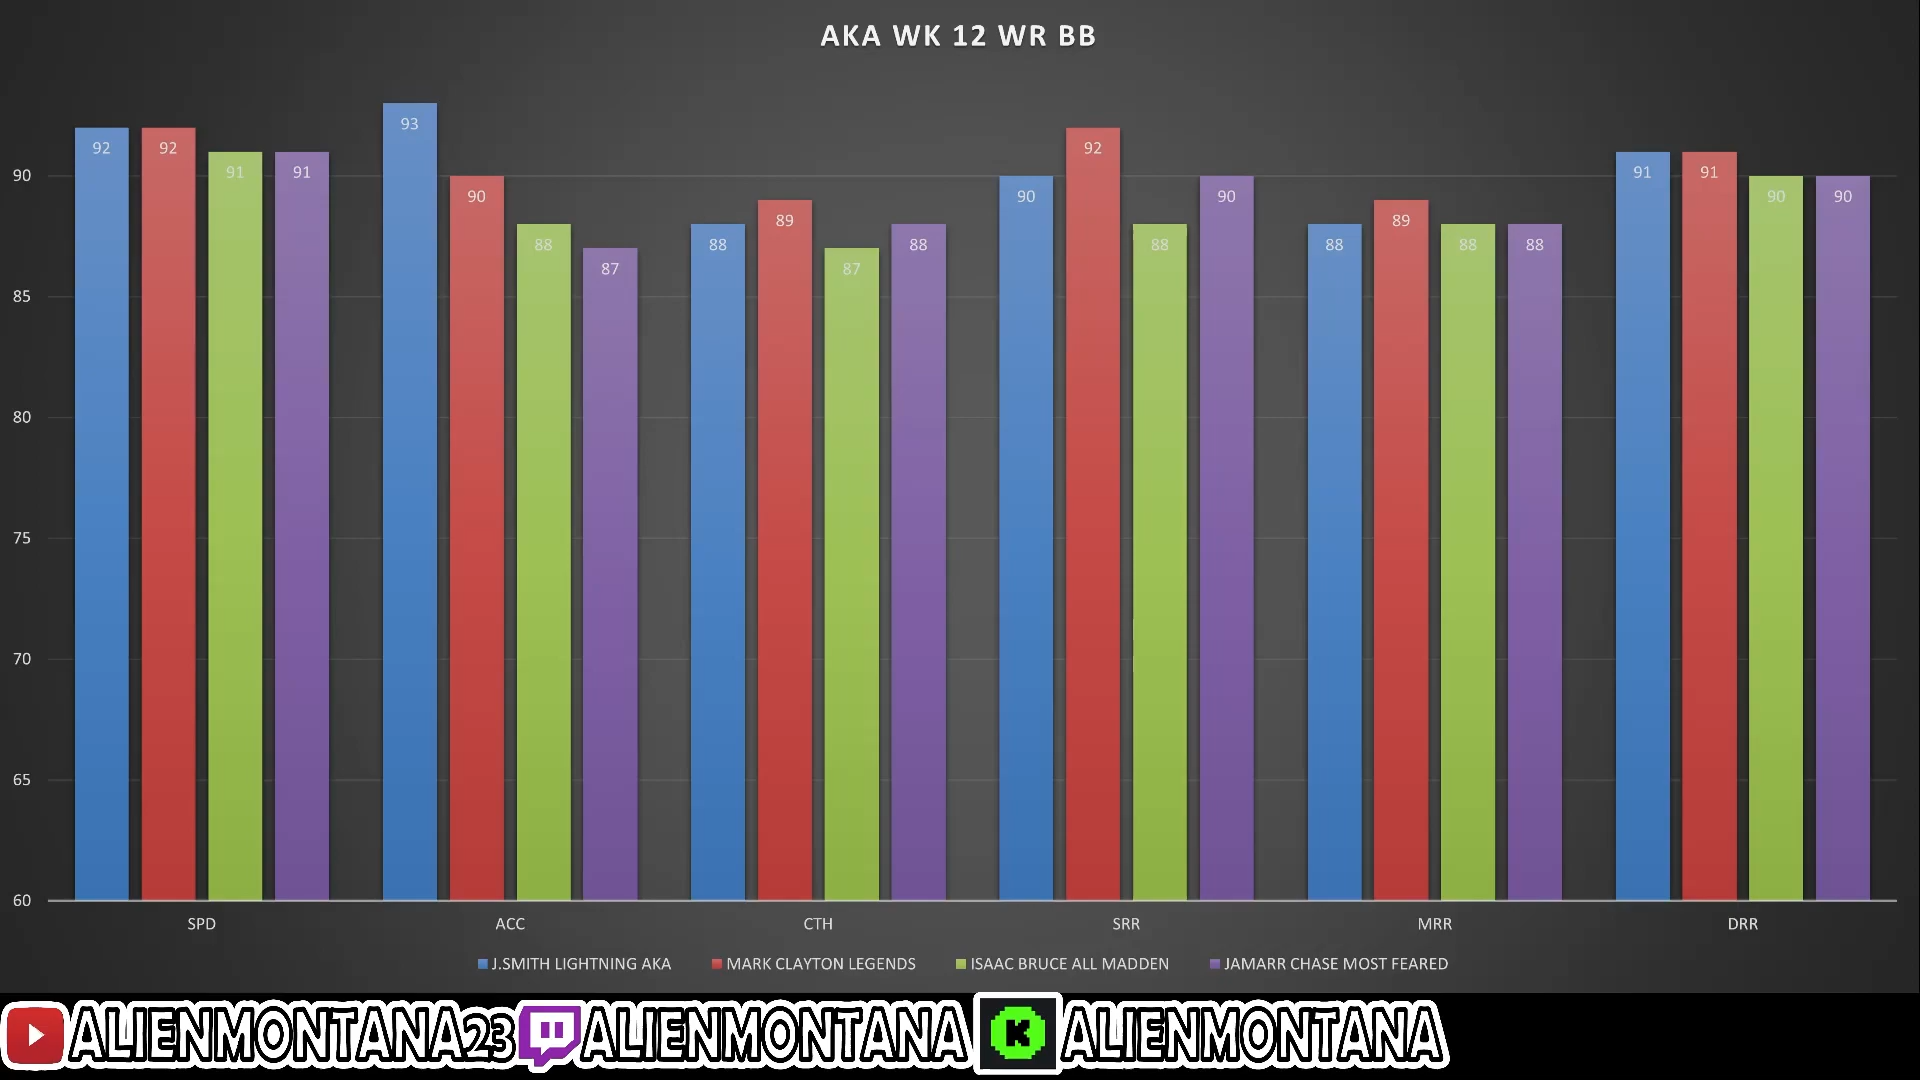 AKA WK 12 WR BB
93
92 92 92
91 91 91 91
90 90 90 90 90 90
89 89
88 88 88 88 88 88 88
87 87
85
80
75
70
65
60
SPD ACC CTH SRR MRR DRR
J.SMITH LIGHTNING AKA MARK CLAYTON LEGENDS ISAAC BRUCE ALL MADDEN JAMARR CHASE MOST FEARED
ALIENMONTANA23 ALIENMONTANA K ALIENMONTANA